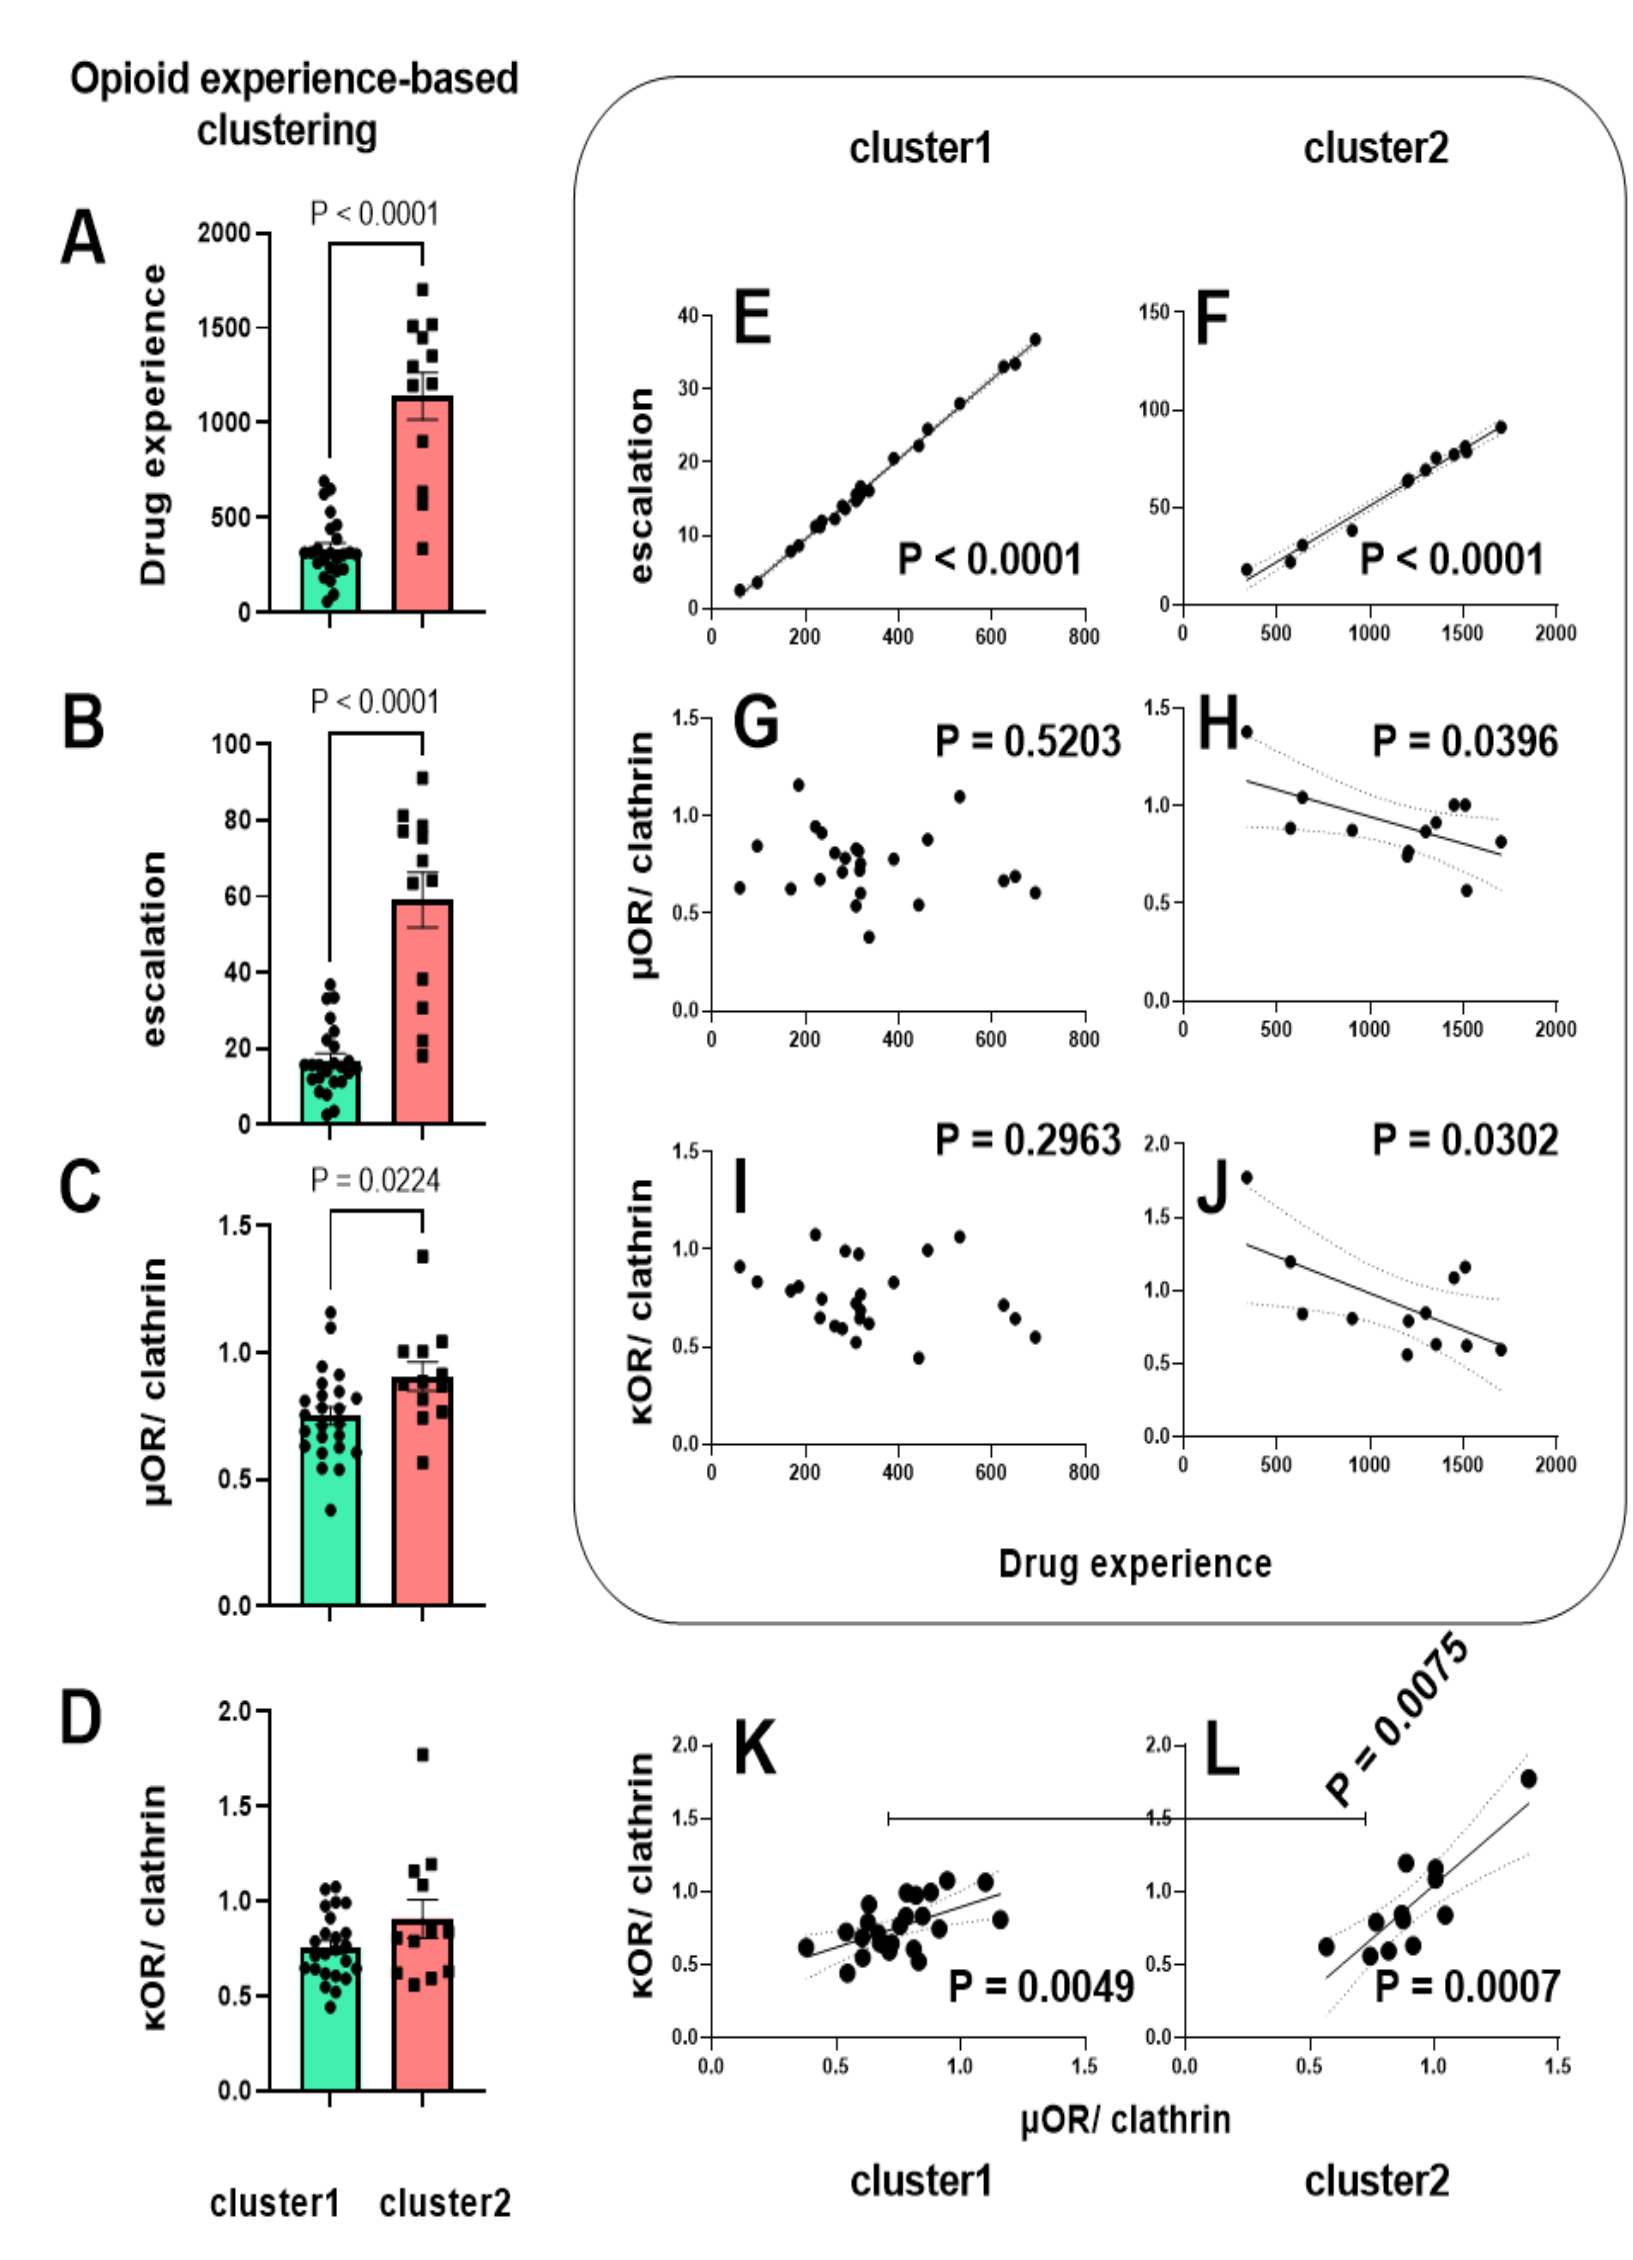 Opioid experience-based
clustering
cluster1
cluster2
A
P < 0.0001
Drug experience
2000
1500
1000
500
0
B
P < 0.0001
escalation
100
80
60
40
20
0
C
P = 0.0224
µOR/ clathrin
1.5
1.0
0.5
0.0
D
κOR/ clathrin
2.0
1.5
1.0
0.5
0.0
cluster1
cluster2
E
escalation
40
30
20
10
0
P < 0.0001
0 200 400 600 800
F
150
100
50
0
P < 0.0001
0 500 1000 1500 2000
G
P = 0.5203
µOR/ clathrin
1.5
1.0
0.5
0.0
0 200 400 600 800
H
P = 0.0396
1.5
1.0
0.5
0.0
0 500 1000 1500 2000
I
P = 0.2963
κOR/ clathrin
1.5
1.0
0.5
0.0
0 200 400 600 800
J
P = 0.0302
2.0
1.5
1.0
0.5
0.0
0 500 1000 1500 2000
Drug experience
K
κOR/ clathrin
2.0
1.5
1.0
0.5
0.0
P = 0.0049
0.0 0.5 1.0 1.5
P = 0.0075
L
2.0
1.5
1.0
0.5
0.0
P = 0.0007
0.0 0.5 1.0 1.5
µOR/ clathrin
cluster1
cluster2